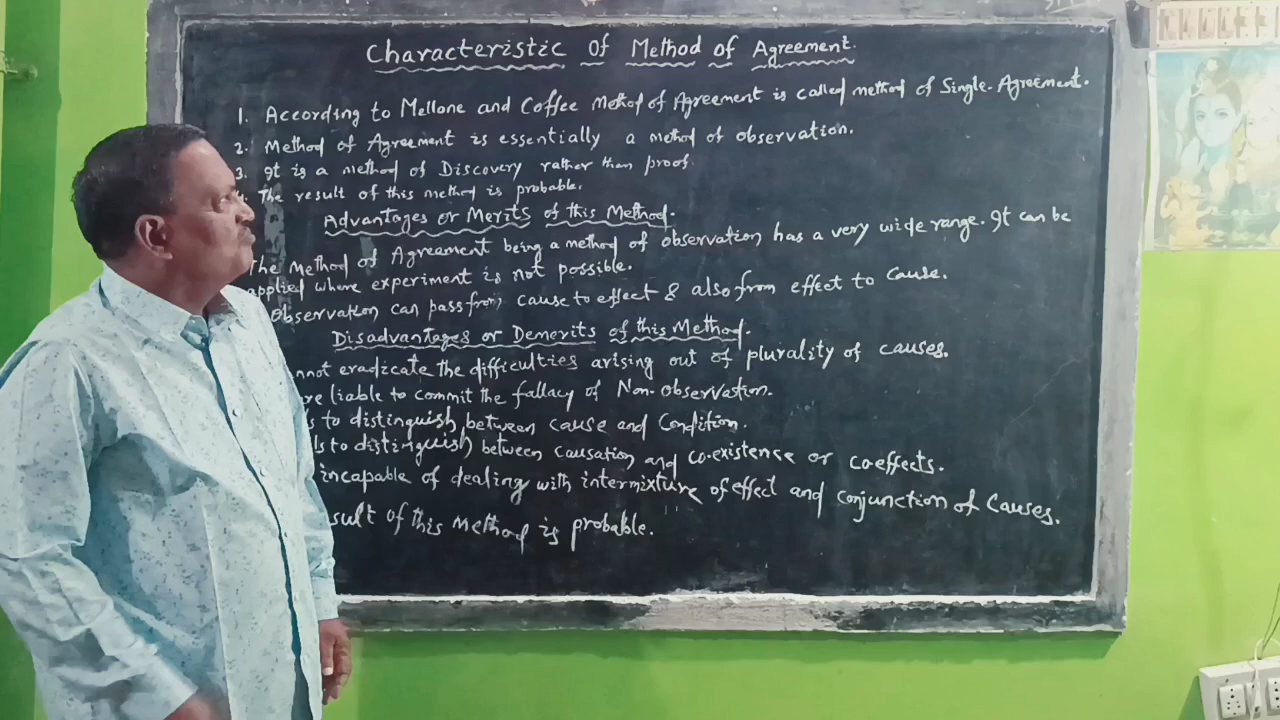 Characteristic of Method of Agreement.
1. According to Mellone and Coffee Method of Agreement is called method of Single-Agreement.
2. Method of Agreement is essentially a method of observation.
3. It is a method of Discovery rather than proof.
The result of this method is probable.
Advantages or Merits of this Method.
The Method of Agreement being a method of observation has a very wide range. It can be
applied where experiment is not possible.
Observation can pass from cause to effect & also from effect to cause.
Disadvantages or Demerits of this Method.
nnot eradicate the difficulties arising out of plurality of causes.
re liable to commit the fallacy of Non-observation.
ls to distinguish between cause and Condition.
ls to distinguish between causation and co-existence or co-effects.
incapable of dealing with intermixture of effect and conjunction of Causes.
sult of this Method is probable.